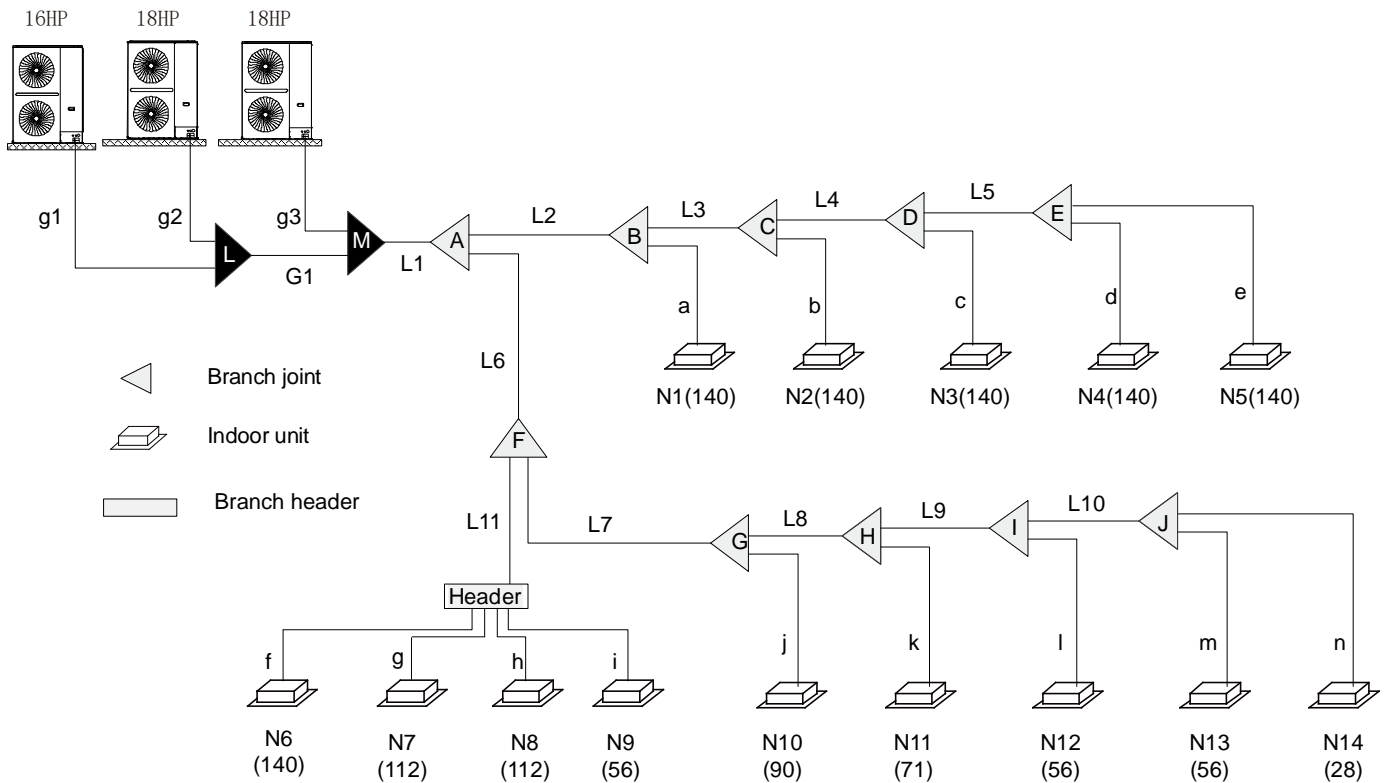 16HP 18HP 18HP
g1 g2 g3
L M
G1 L1
A L2 B L3 C L4 D L5 E
a b c d e
N1(140) N2(140) N3(140) N4(140) N5(140)
L6
Branch joint
Indoor unit
Branch header
F
L11 L7 G L8 H L9 I L10 J
Header
f g h i j k l m n
N6 N7 N8 N9 N10 N11 N12 N13 N14
(140) (112) (112) (56) (90) (71) (56) (56) (28)